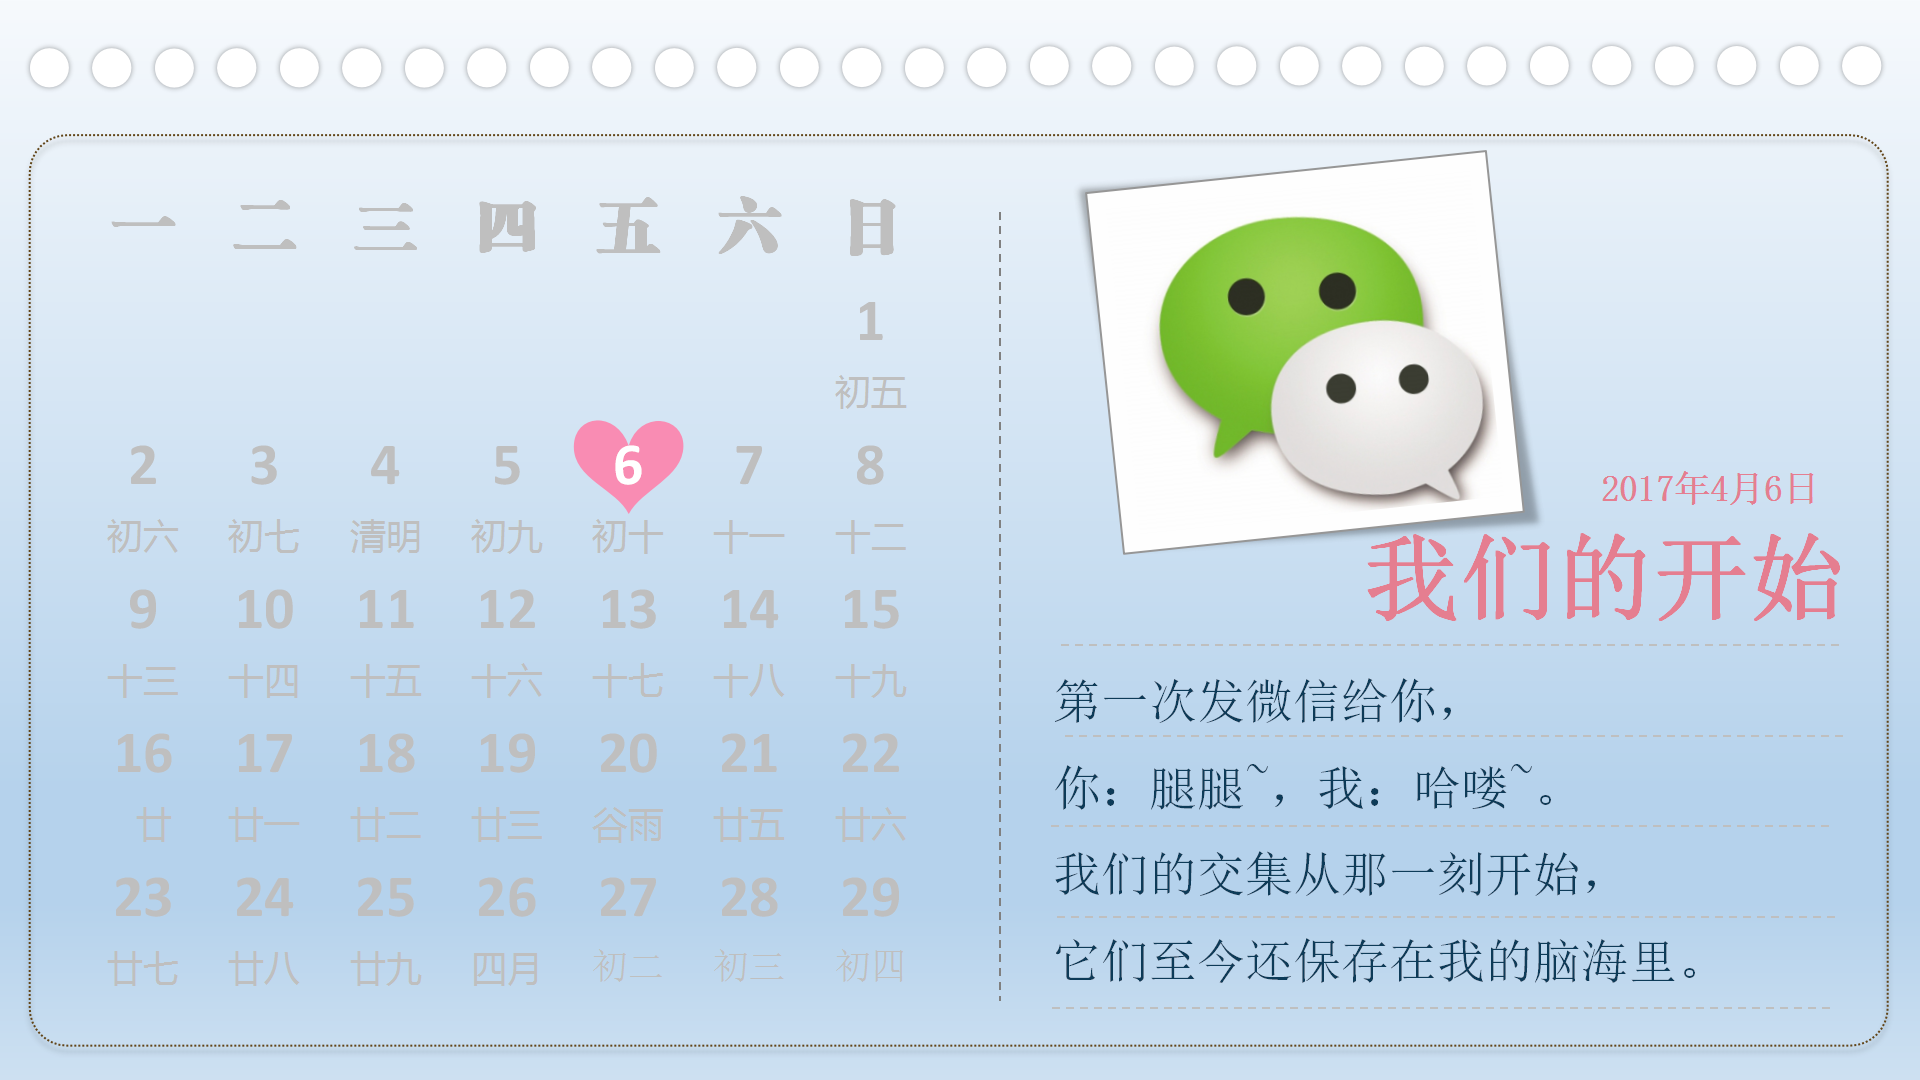 一 二 三 四 五 六 日
1
初五
2 3 4 5 6 7 8
初六 初七 清明 初九 初十 十一 十二
9 10 11 12 13 14 15
十三 十四 十五 十六 十七 十八 十九
16 17 18 19 20 21 22
廿 廿一 廿二 廿三 谷雨 廿五 廿六
23 24 25 26 27 28 29
廿七 廿八 廿九 四月 初二 初三 初四
2017年4月6日
我们的开始
第一次发微信给你，
你：腿腿~，我：哈喽~。
我们的交集从那一刻开始，
它们至今还保存在我的脑海里。